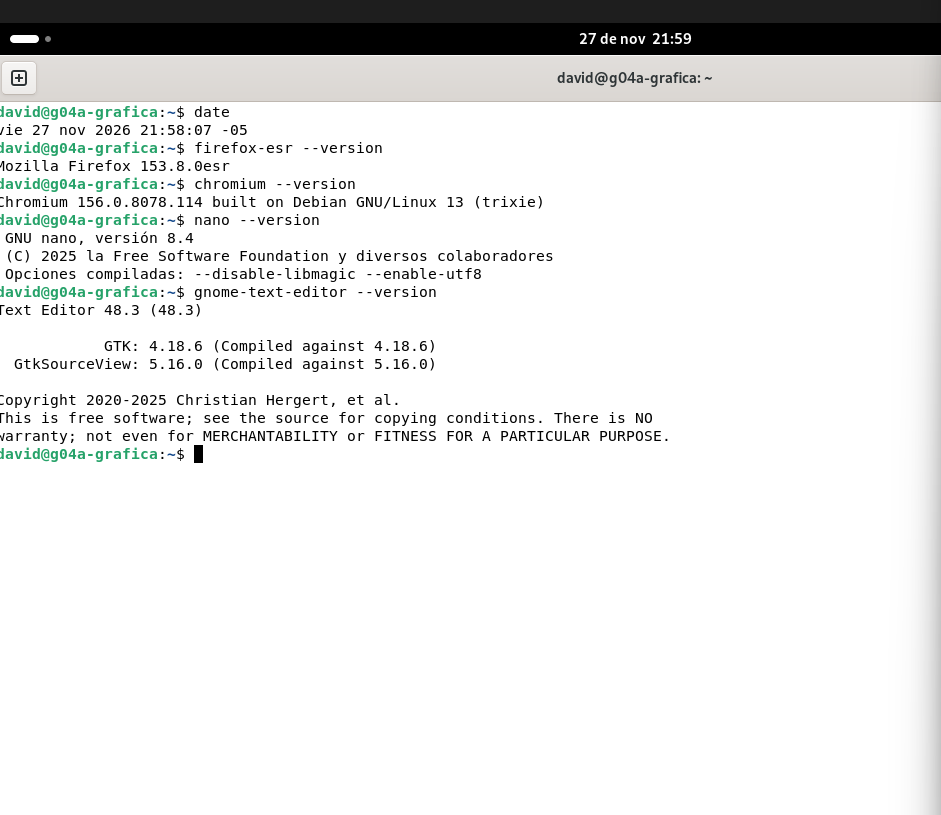 27 de nov 21:59
david@g04a-grafica: ~
david@g04a-grafica:~$ date
vie 27 nov 2026 21:58:07 -05
david@g04a-grafica:~$ firefox-esr --version
Mozilla Firefox 153.8.0esr
david@g04a-grafica:~$ chromium --version
Chromium 156.0.8078.114 built on Debian GNU/Linux 13 (trixie)
david@g04a-grafica:~$ nano --version
GNU nano, versión 8.4
(C) 2025 la Free Software Foundation y diversos colaboradores
Opciones compiladas: --disable-libmagic --enable-utf8
david@g04a-grafica:~$ gnome-text-editor --version
Text Editor 48.3 (48.3)
GTK: 4.18.6 (Compiled against 4.18.6)
GtkSourceView: 5.16.0 (Compiled against 5.16.0)
Copyright 2020-2025 Christian Hergert, et al.
This is free software; see the source for copying conditions. There is NO
warranty; not even for MERCHANTABILITY or FITNESS FOR A PARTICULAR PURPOSE.
david@g04a-grafica:~$